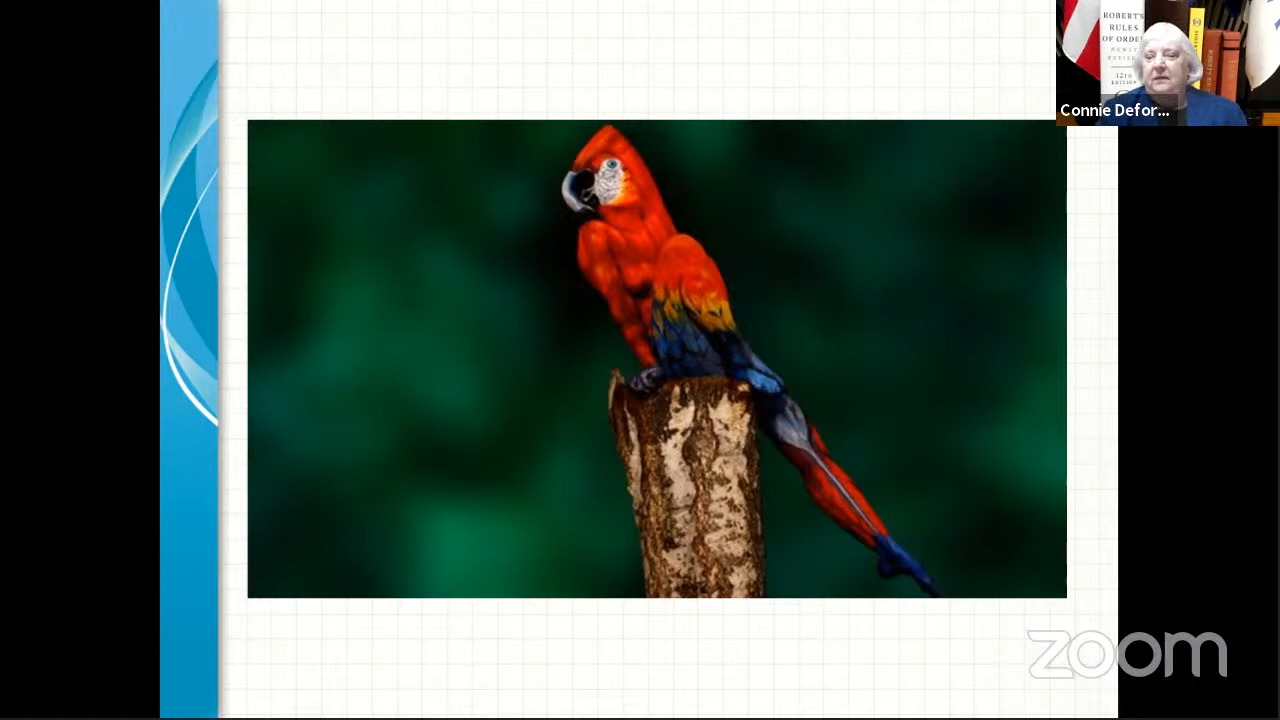 ROBERT'S
RULES
OF ORDER
NEWLY
REVISED
12TH
EDITION
Connie Defor...
zoom